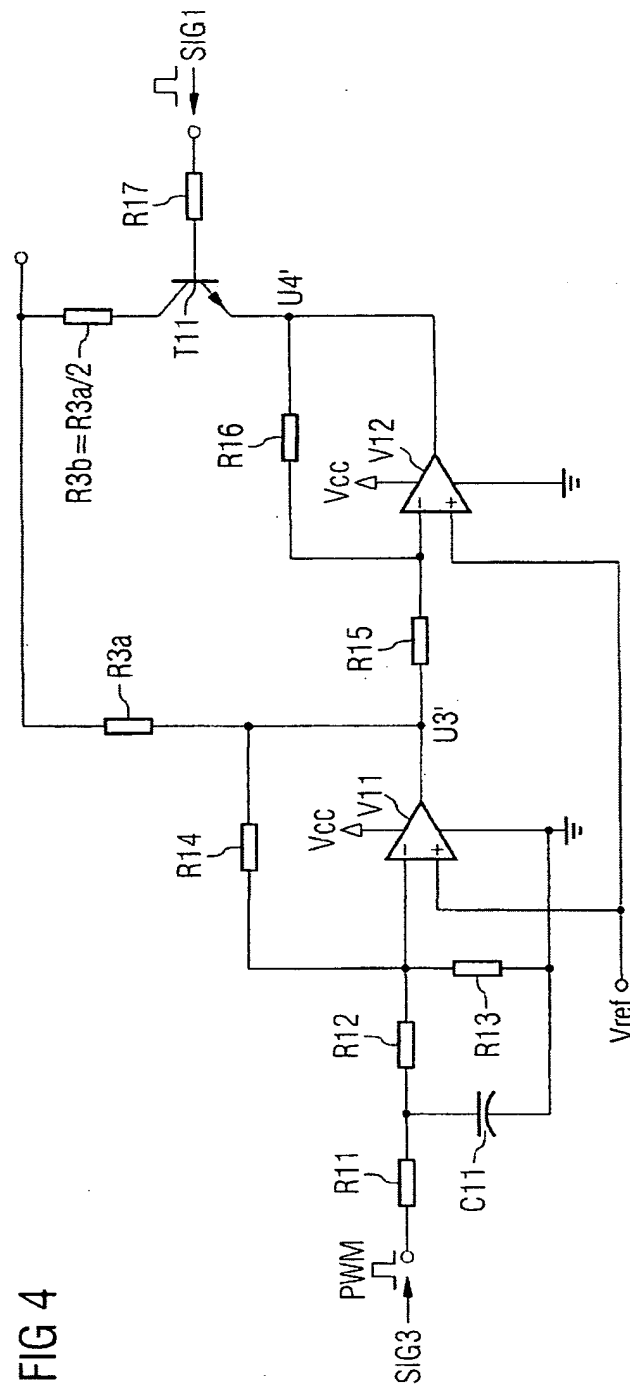 FIG 4
SIG3
PWM
R11
C11
R12
R13
Vref
R14
Vcc
V11
+
-
U3'
R3a
R15
R16
Vcc
V12
+
-
U4'
R3b=R3a/2
T11
R17
SIG1